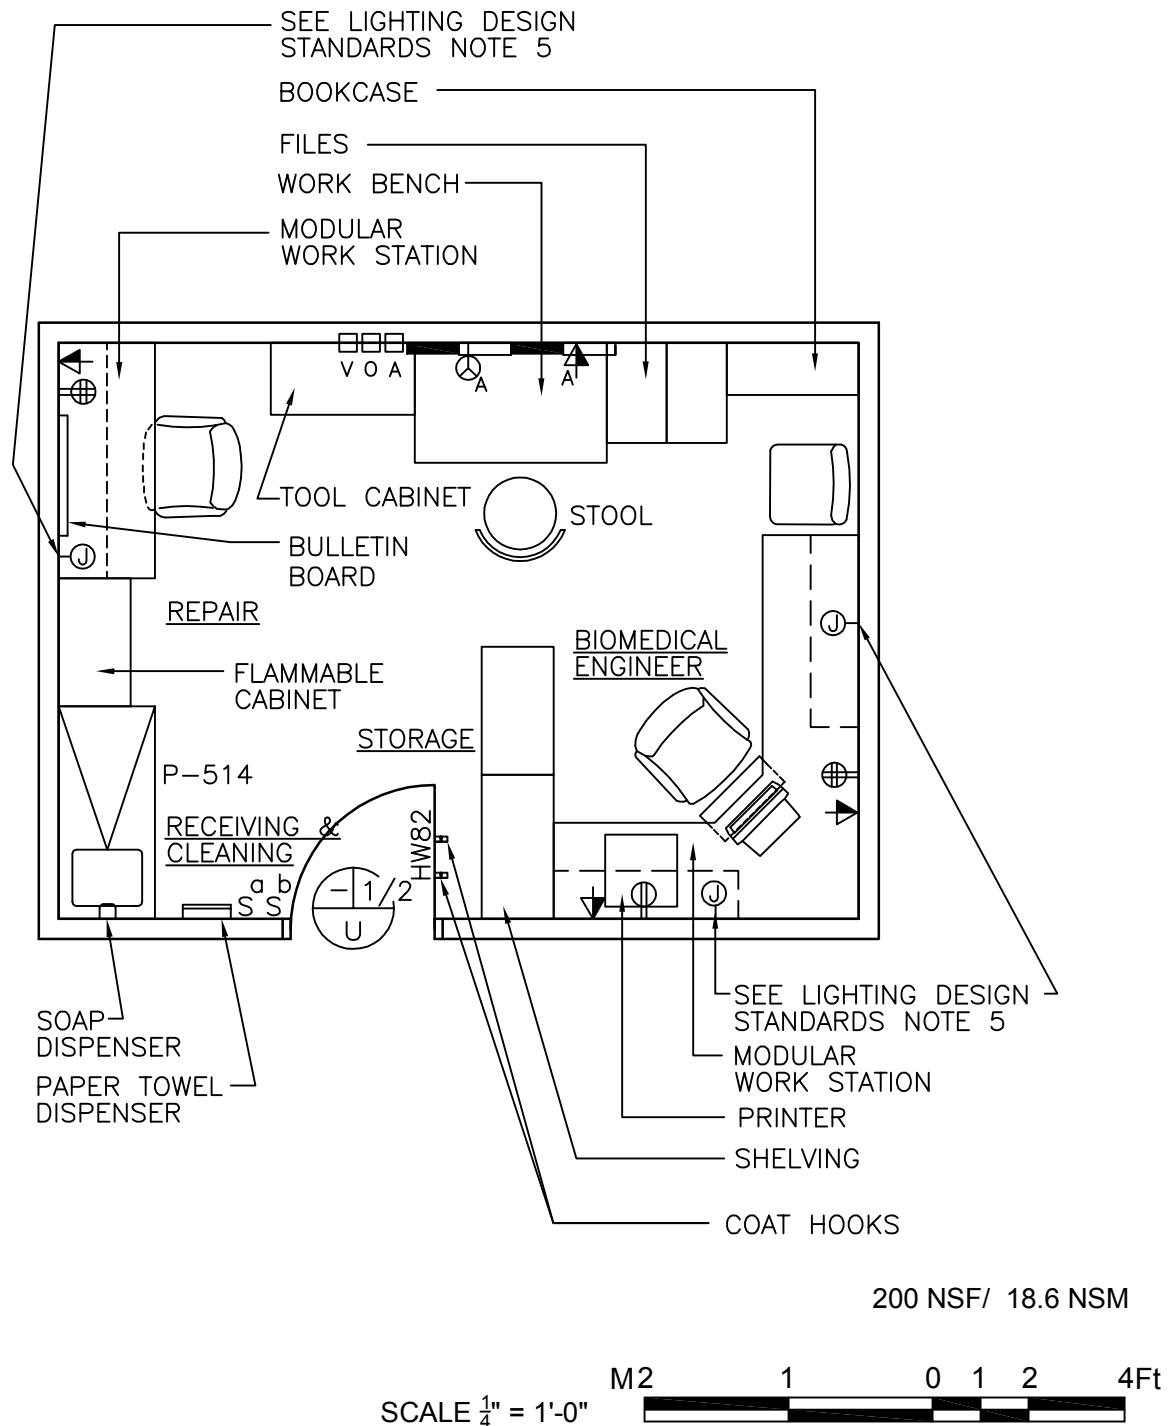 SEE LIGHTING DESIGN
STANDARDS NOTE 5
BOOKCASE
FILES
WORK BENCH
MODULAR
WORK STATION
V O A
A
A
TOOL CABINET
STOOL
BULLETIN
BOARD
J
REPAIR
J
BIOMEDICAL
ENGINEER
FLAMMABLE
CABINET
STORAGE
P-514
RECEIVING &
CLEANING
HW82
a b
S S
- 1/2
U
J
SOAP
DISPENSER
PAPER TOWEL
DISPENSER
SEE LIGHTING DESIGN
STANDARDS NOTE 5
MODULAR
WORK STATION
PRINTER
SHELVING
COAT HOOKS
200 NSF/ 18.6 NSM
M2 1 0 1 2 4Ft
SCALE 1/4" = 1'-0"